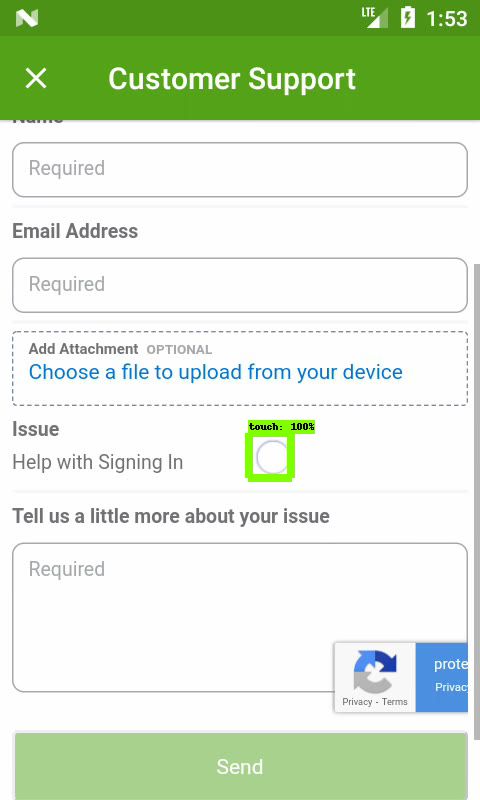 LTE 1:53
Customer Support
Name
Required
Email Address
Required
Add Attachment OPTIONAL
Choose a file to upload from your device
Issue
touch: 100%
Help with Signing In
Tell us a little more about your issue
Required
prote
Privac
Privacy - Terms
Send